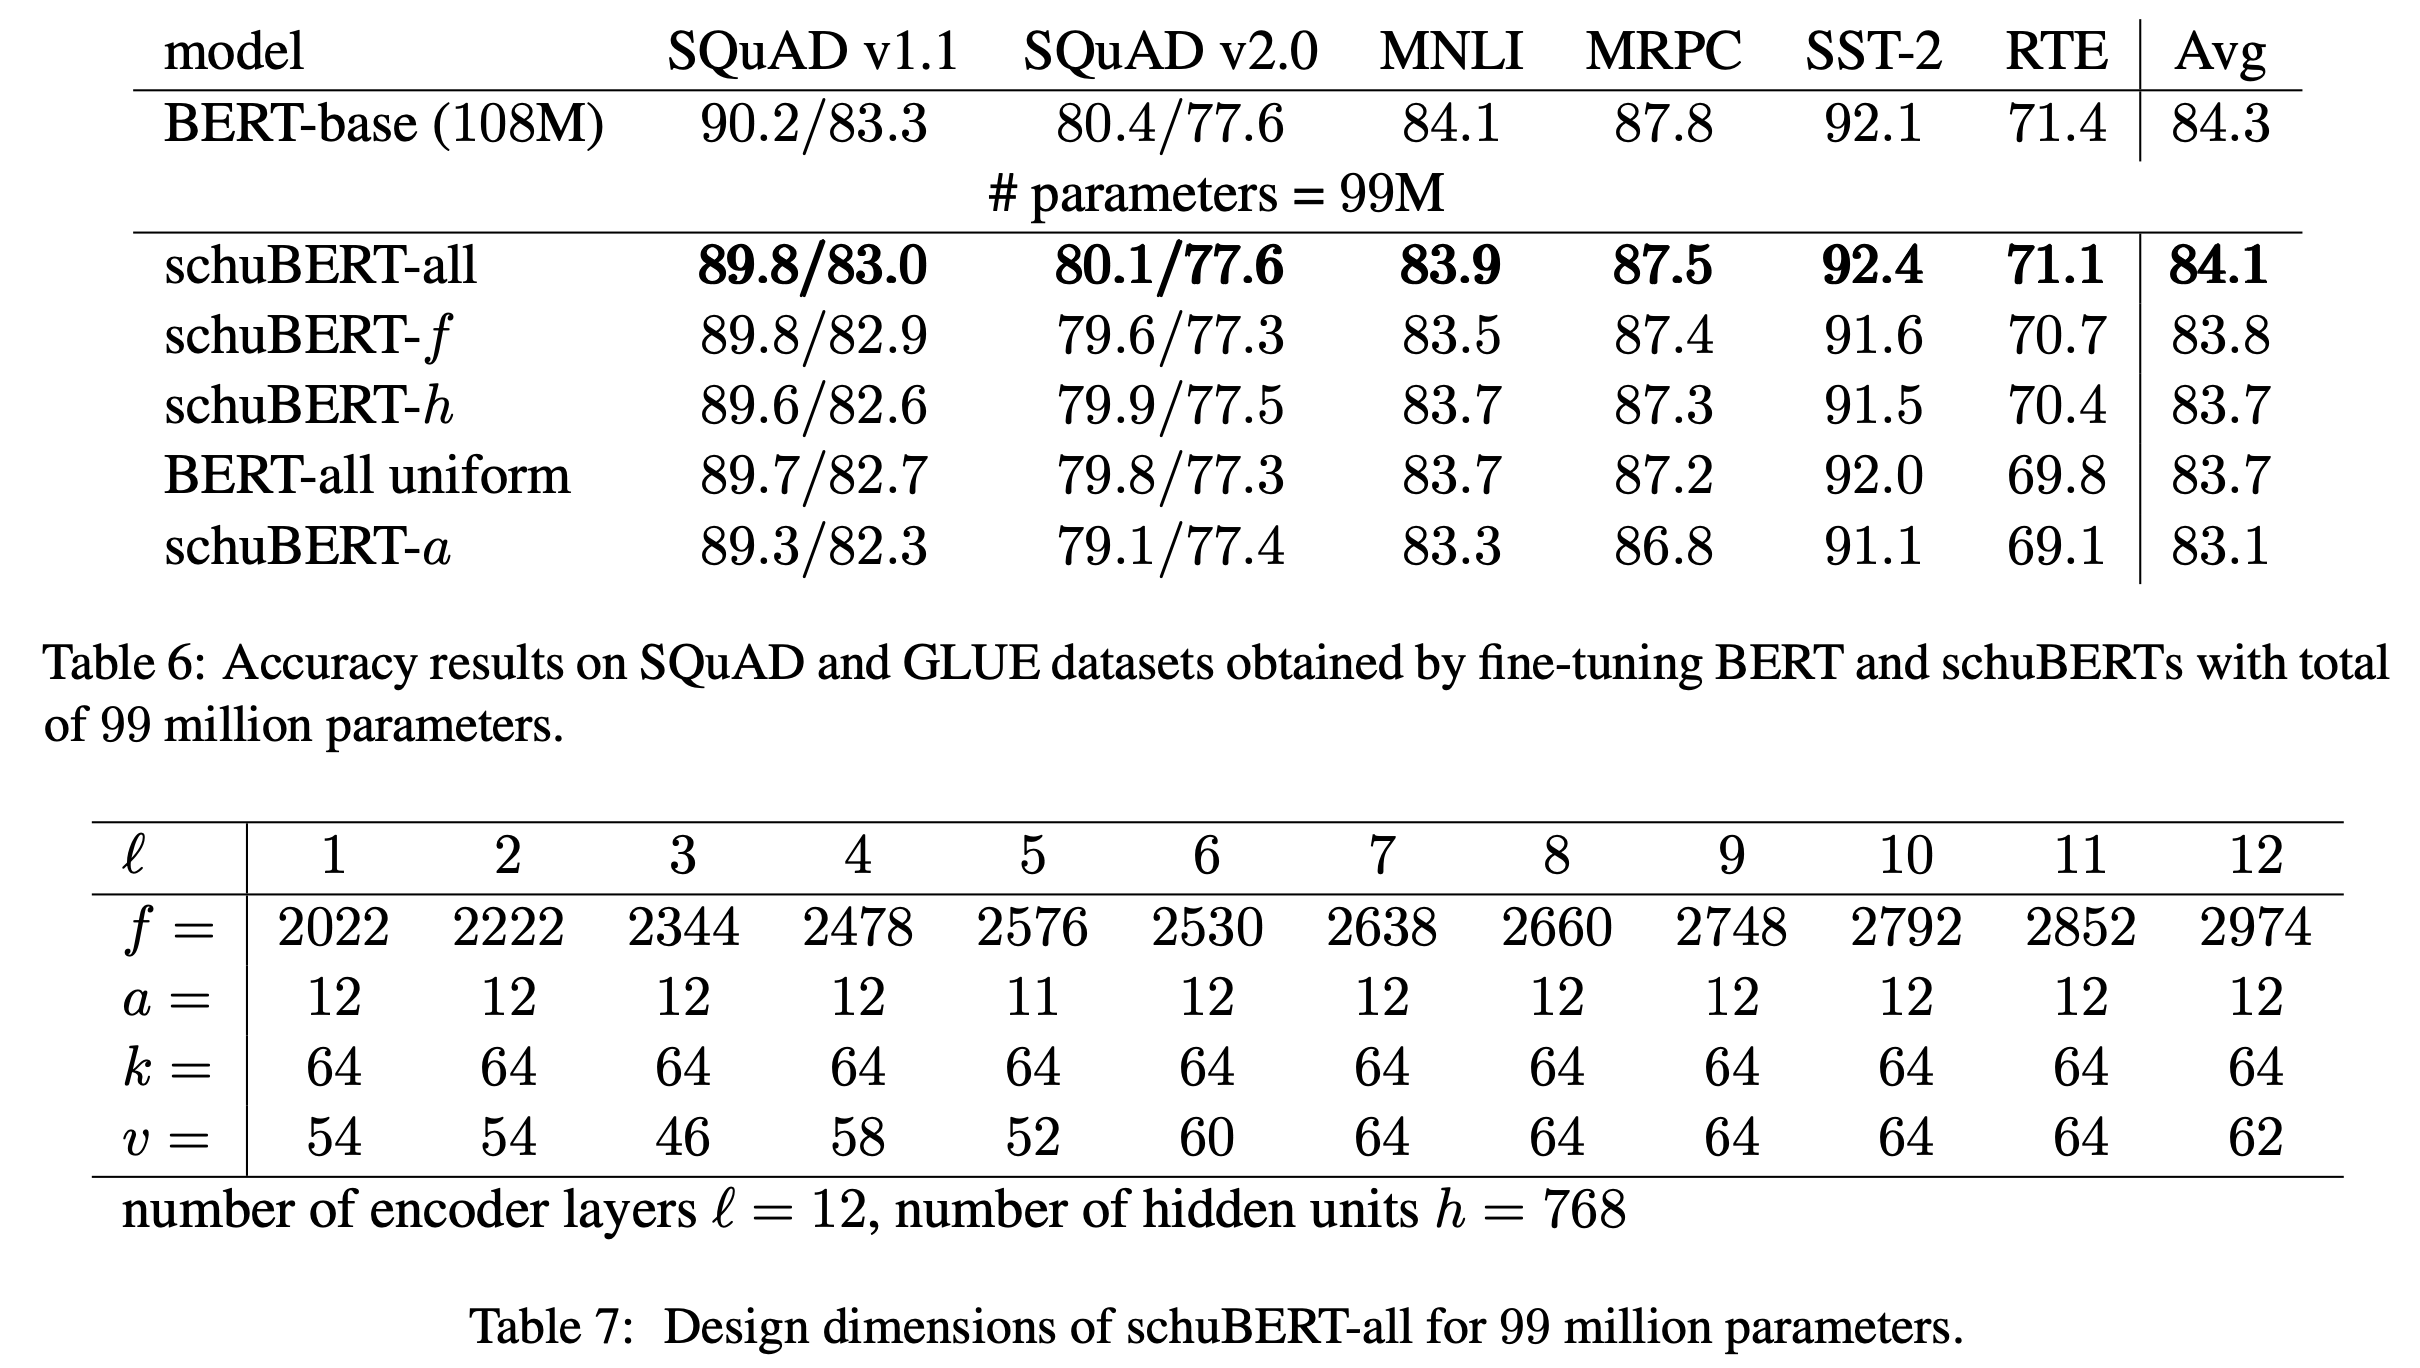 model SQuAD v1.1 SQuAD v2.0 MNLI MRPC SST-2 RTE Avg
BERT-base (108M) 90.2/83.3 80.4/77.6 84.1 87.8 92.1 71.4 84.3
# parameters = 99M
schuBERT-all 89.8/83.0 80.1/77.6 83.9 87.5 92.4 71.1 84.1
schuBERT-f 89.8/82.9 79.6/77.3 83.5 87.4 91.6 70.7 83.8
schuBERT-h 89.6/82.6 79.9/77.5 83.7 87.3 91.5 70.4 83.7
BERT-all uniform 89.7/82.7 79.8/77.3 83.7 87.2 92.0 69.8 83.7
schuBERT-a 89.3/82.3 79.1/77.4 83.3 86.8 91.1 69.1 83.1
Table 6: Accuracy results on SQuAD and GLUE datasets obtained by fine-tuning BERT and schuBERTs with total
of 99 million parameters.
ℓ 1 2 3 4 5 6 7 8 9 10 11 12
f = 2022 2222 2344 2478 2576 2530 2638 2660 2748 2792 2852 2974
a = 12 12 12 12 11 12 12 12 12 12 12 12
k = 64 64 64 64 64 64 64 64 64 64 64 64
v = 54 54 46 58 52 60 64 64 64 64 64 62
number of encoder layers ℓ = 12, number of hidden units h = 768
Table 7: Design dimensions of schuBERT-all for 99 million parameters.